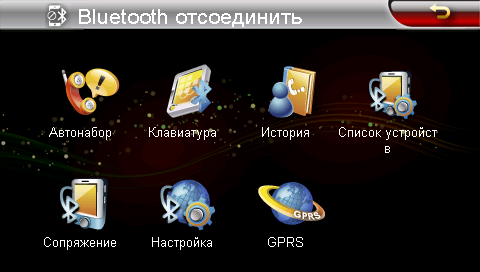 Bluetooth отсоединить
Автонабор
Клавиатура
История
Список устройст
в
Сопряжение
Настройка
GPRS
GPRS